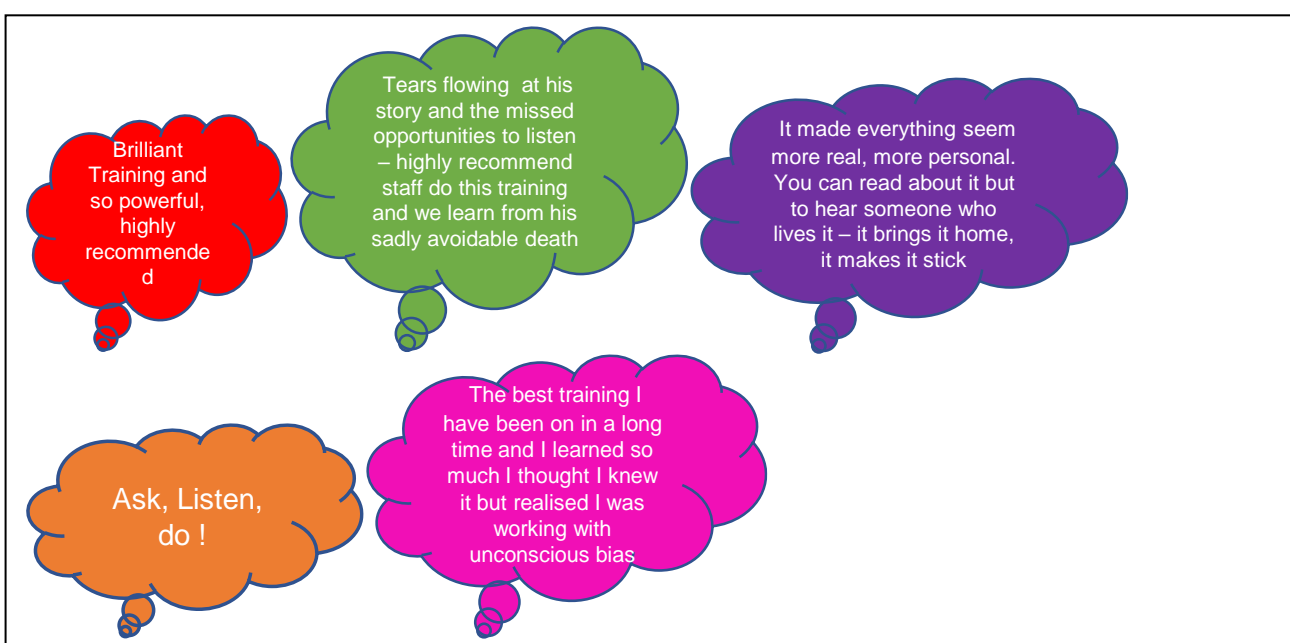 Brilliant
Training and
so powerful,
highly
recommende
d
Tears flowing at his
story and the missed
opportunities to listen
– highly recommend
staff do this training
and we learn from his
sadly avoidable death
It made everything seem
more real, more personal.
You can read about it but
to hear someone who
lives it – it brings it home,
it makes it stick
Ask, Listen,
do !
The best training I
have been on in a long
time and I learned so
much I thought I knew
it but realised I was
working with
unconscious bias